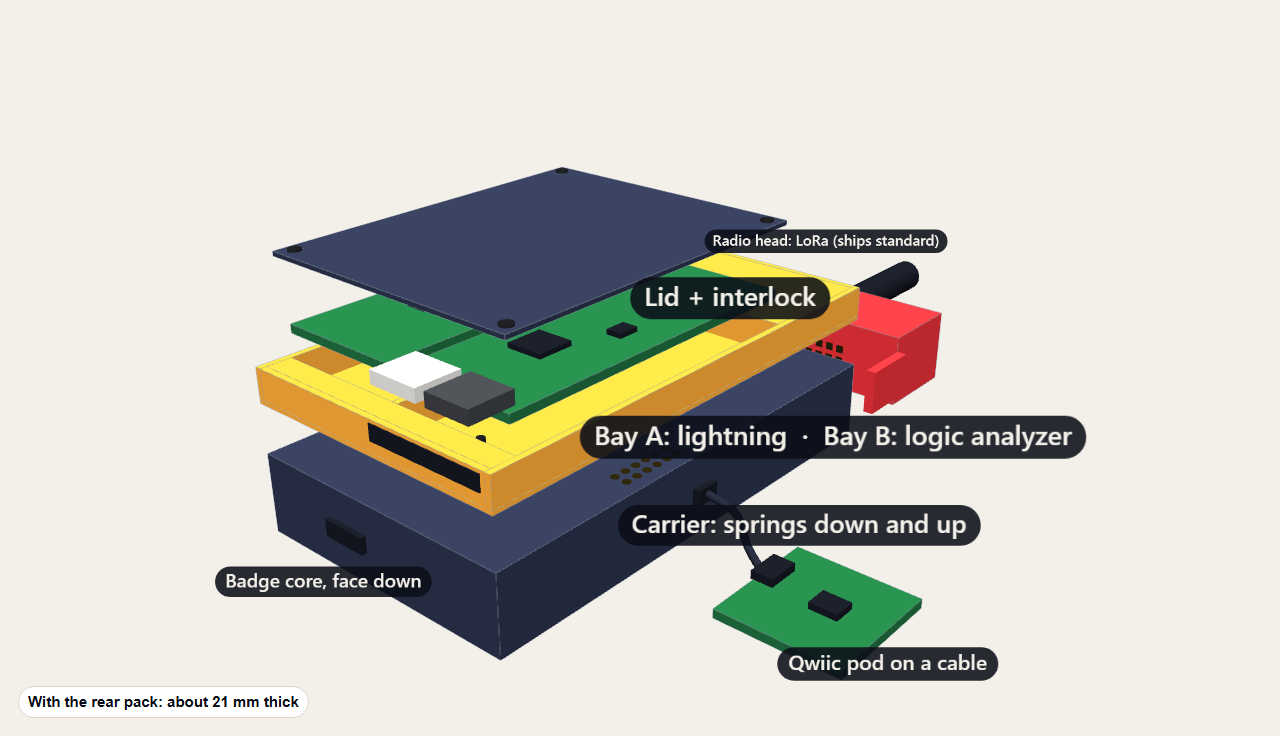 Radio head: LoRa (ships standard)
Lid + interlock
Bay A: lightning · Bay B: logic analyzer
Carrier: springs down and up
Badge core, face down
Qwiic pod on a cable
With the rear pack: about 21 mm thick